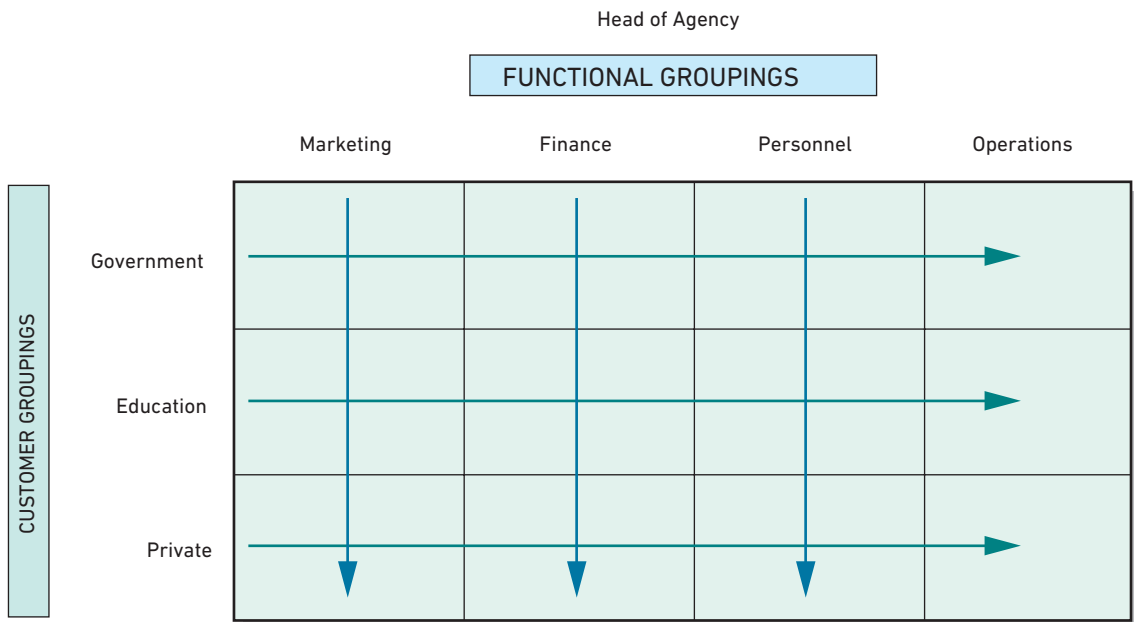 Head of Agency
FUNCTIONAL GROUPINGS
Marketing Finance Personnel Operations
CUSTOMER GROUPINGS
Government
Education
Private